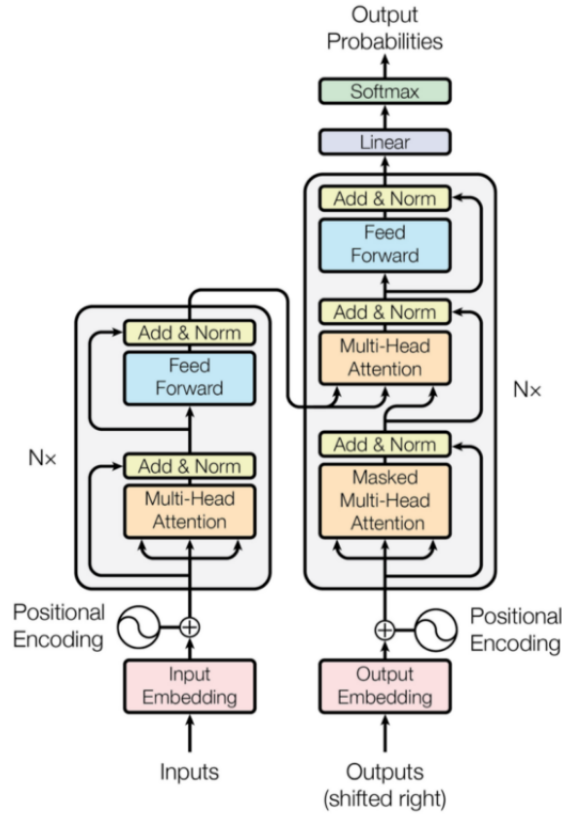 Output
Probabilities
Softmax
Linear
Add & Norm
Feed
Forward
Add & Norm
Multi-Head
Attention
Add & Norm
Masked
Multi-Head
Attention
N×
Add & Norm
Feed
Forward
Add & Norm
Multi-Head
Attention
N×
Positional
Encoding
Positional
Encoding
Input
Embedding
Output
Embedding
Inputs
Outputs
(shifted right)